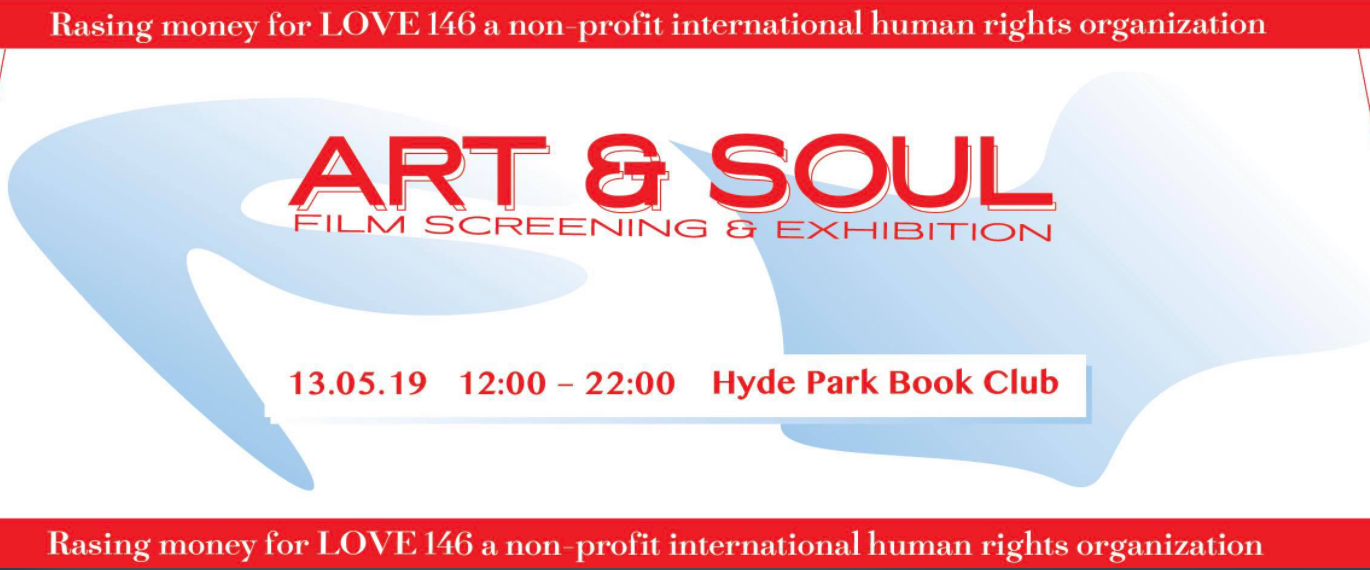 Rasing money for LOVE 146 a non-profit international human rights organization
ART & SOUL
FILM SCREENING & EXHIBITION
13.05.19 12:00 – 22:00 Hyde Park Book Club
Rasing money for LOVE 146 a non-profit international human rights organization